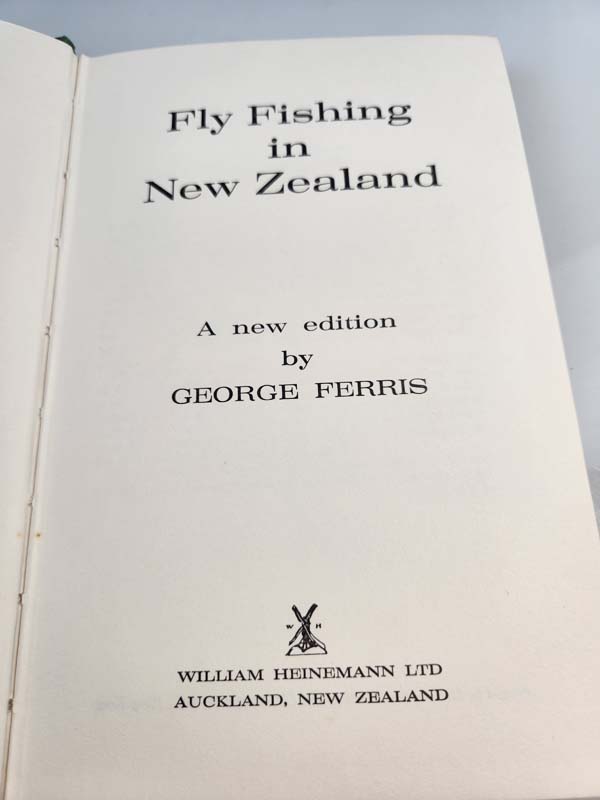 Fly Fishing
in
New Zealand
A new edition
by
GEORGE FERRIS
W H
WILLIAM HEINEMANN LTD
AUCKLAND, NEW ZEALAND